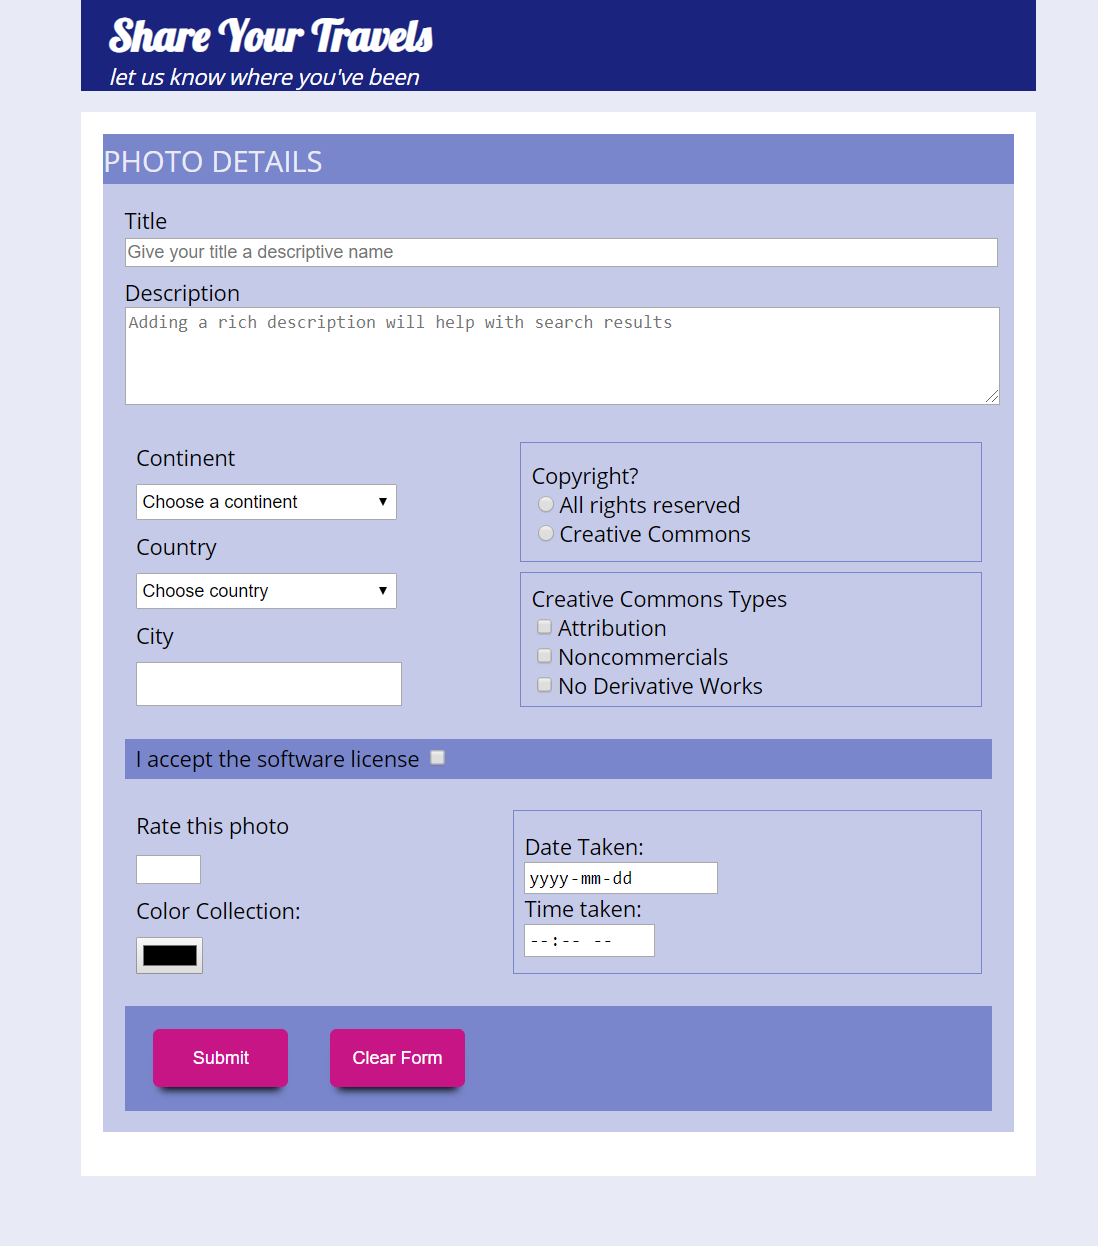 Share Your Travels
let us know where you've been
PHOTO DETAILS
Title
Give your title a descriptive name
Description
Adding a rich description will help with search results
Continent
Choose a continent
Country
Choose country
City
Copyright?
All rights reserved
Creative Commons
Creative Commons Types
Attribution
Noncommercials
No Derivative Works
I accept the software license
Rate this photo
Color Collection:
Date Taken:
yyyy-mm-dd
Time taken:
--:-- --
Submit
Clear Form